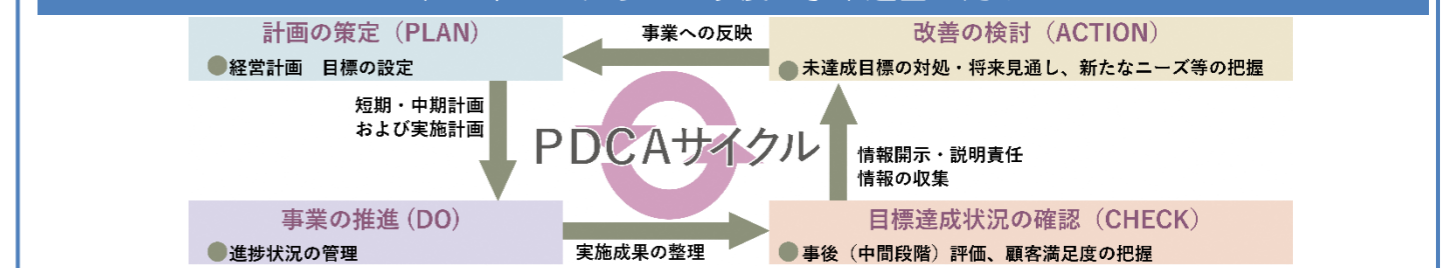 計画の策定（PLAN）
●経営計画　目標の設定
事業への反映
改善の検討（ACTION）
●未達成目標の対処・将来見通し、新たなニーズ等の把握
短期・中期計画
および実施計画
PDCAサイクル
情報開示・説明責任
情報の収集
事業の推進 (DO)
●進捗状況の管理
実施成果の整理
目標達成状況の確認（CHECK）
●事後（中間段階）評価、顧客満足度の把握